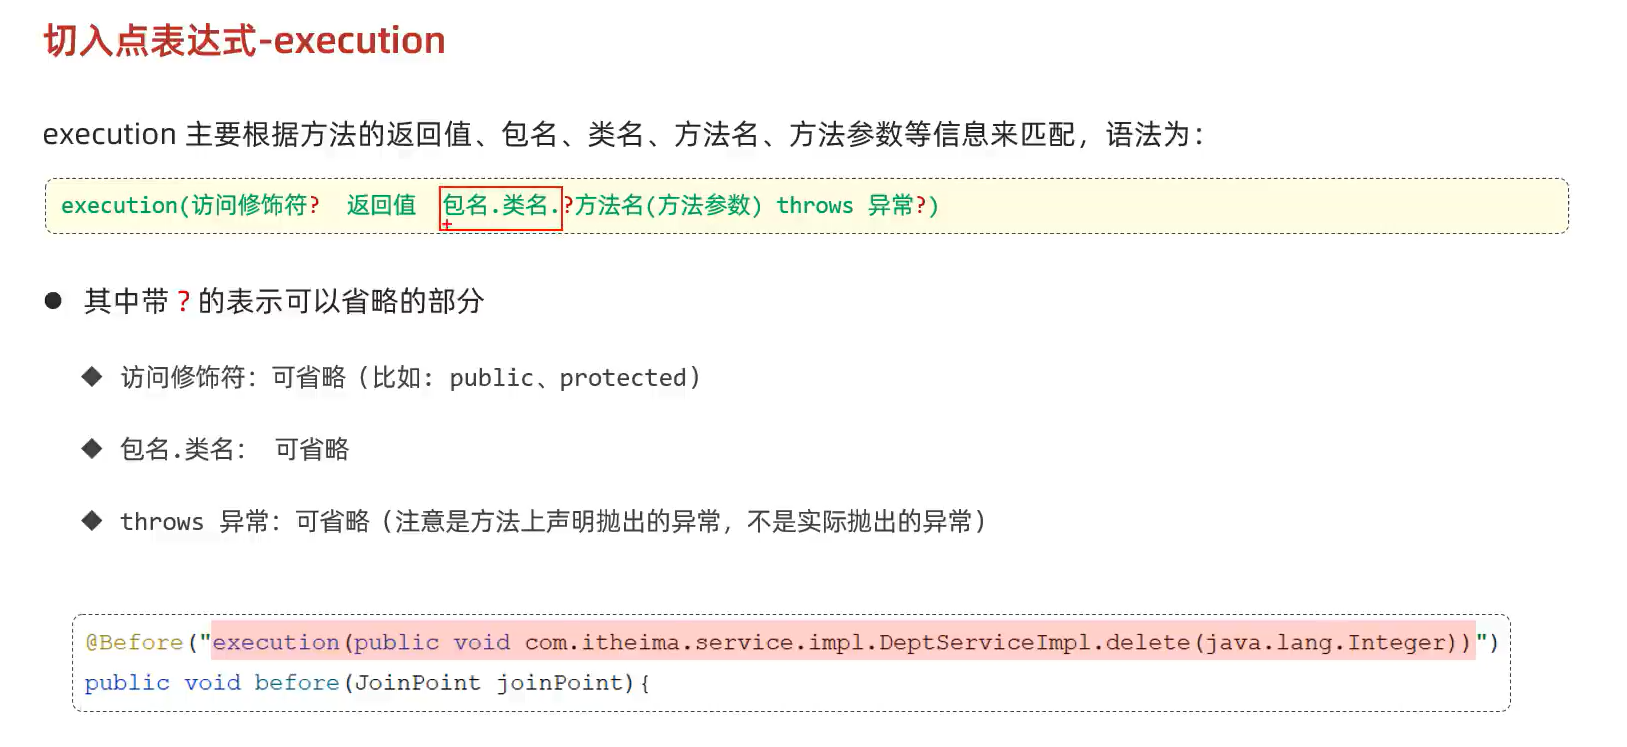 切入点表达式-execution
execution 主要根据方法的返回值、包名、类名、方法名、方法参数等信息来匹配，语法为：
execution(访问修饰符?  返回值  包名.类名.?方法名(方法参数) throws 异常?)
● 其中带 ? 的表示可以省略的部分
◆ 访问修饰符：可省略（比如: public、protected）
◆ 包名.类名： 可省略
◆ throws 异常：可省略（注意是方法上声明抛出的异常，不是实际抛出的异常）
@Before("execution(public void com.itheima.service.impl.DeptServiceImpl.delete(java.lang.Integer))")
public void before(JoinPoint joinPoint){